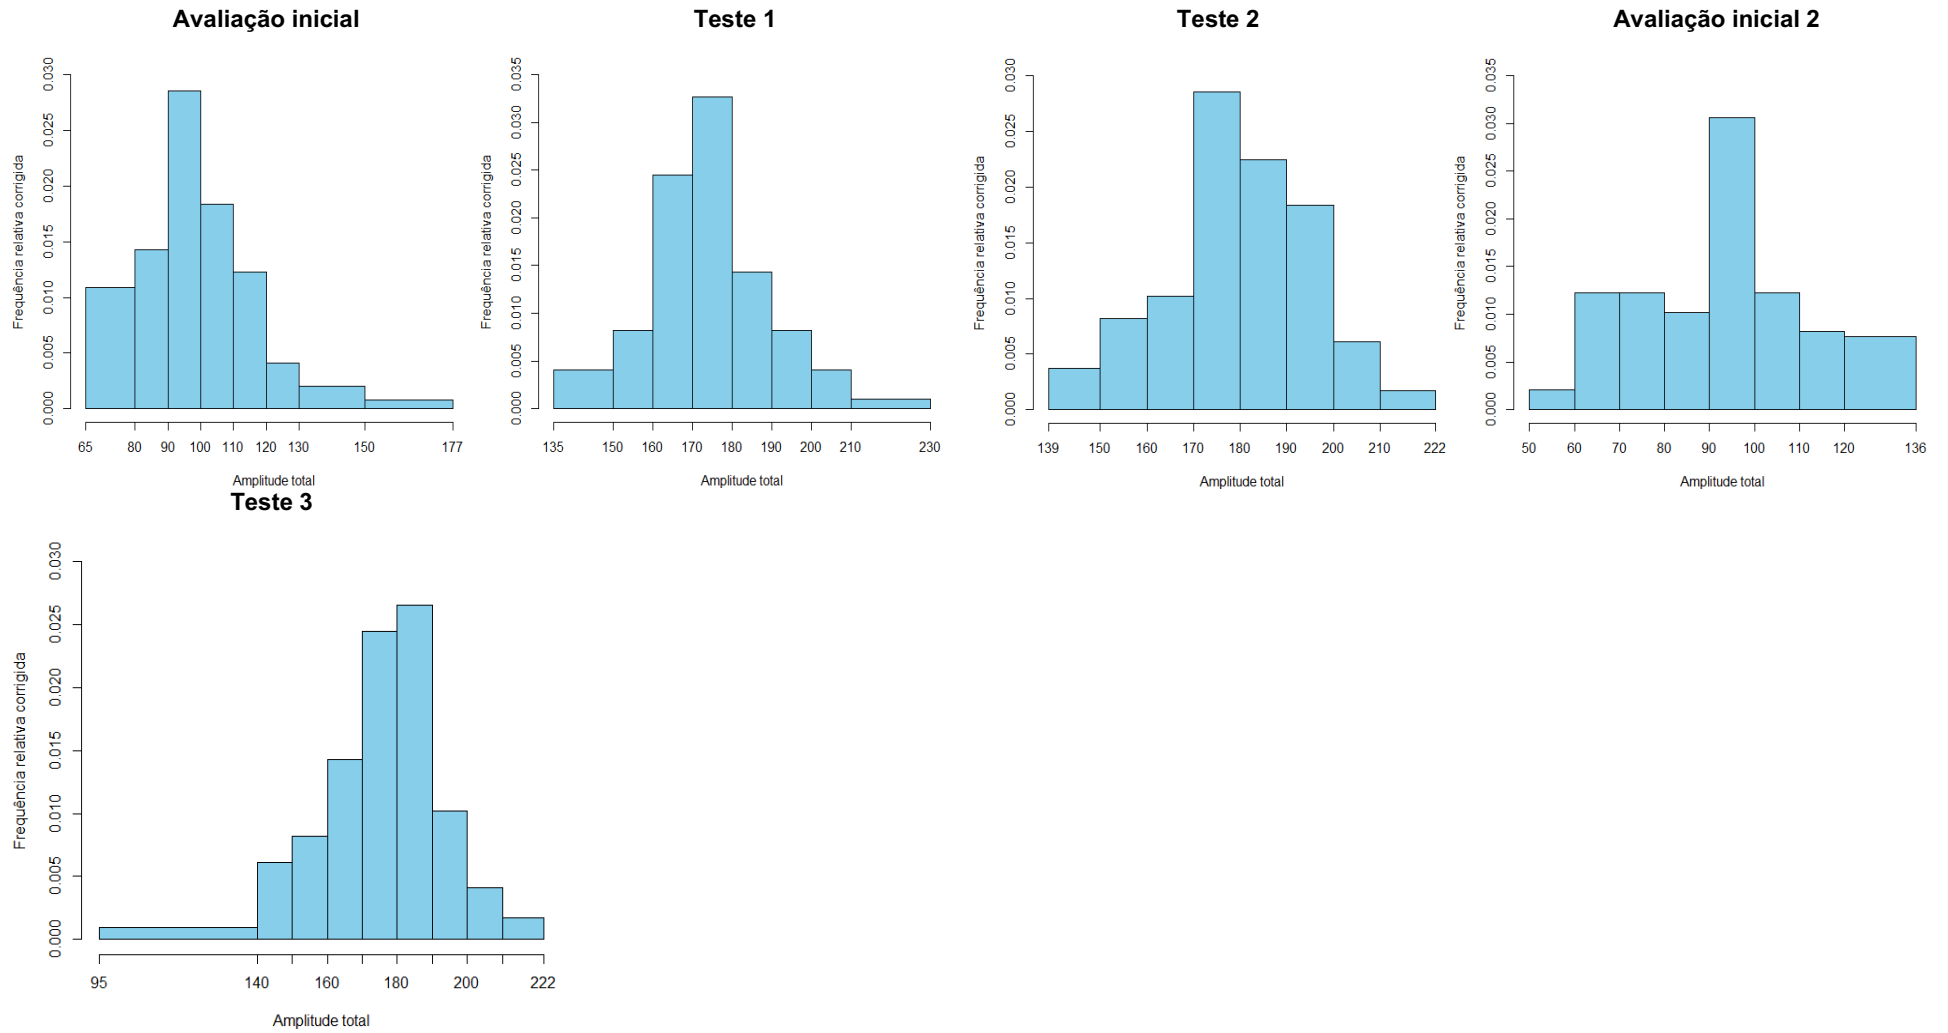 Avaliação inicial
Frequência relativa corrigida
0.000 0.005 0.010 0.015 0.020 0.025 0.030
65 80 90 100 110 120 130 150 177
Amplitude total
Teste 1
Frequência relativa corrigida
0.000 0.005 0.010 0.015 0.020 0.025 0.030 0.035
135 150 160 170 180 190 200 210 230
Amplitude total
Teste 2
Frequência relativa corrigida
0.000 0.005 0.010 0.015 0.020 0.025 0.030
139 150 160 170 180 190 200 210 222
Amplitude total
Avaliação inicial 2
Frequência relativa corrigida
0.000 0.005 0.010 0.015 0.020 0.025 0.030 0.035
50 60 70 80 90 100 110 120 136
Amplitude total
Teste 3
Frequência relativa corrigida
0.000 0.005 0.010 0.015 0.020 0.025 0.030
95 140 160 180 200 222
Amplitude total